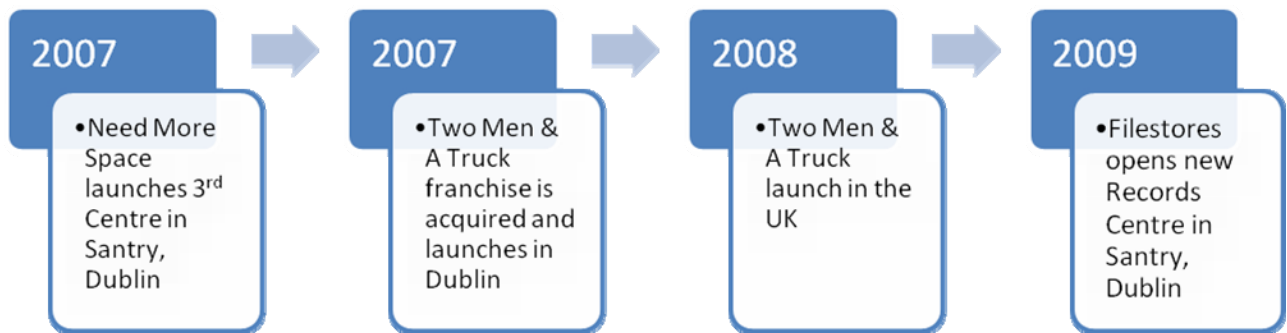 2007
•Need More
Space
launches 3rd
Centre in
Santry,
Dublin
2007
•Two Men &
A Truck
franchise is
acquired and
launches in
Dublin
2008
•Two Men &
A Truck
launch in the
UK
2009
•Filestores
opens new
Records
Centre in
Santry,
Dublin